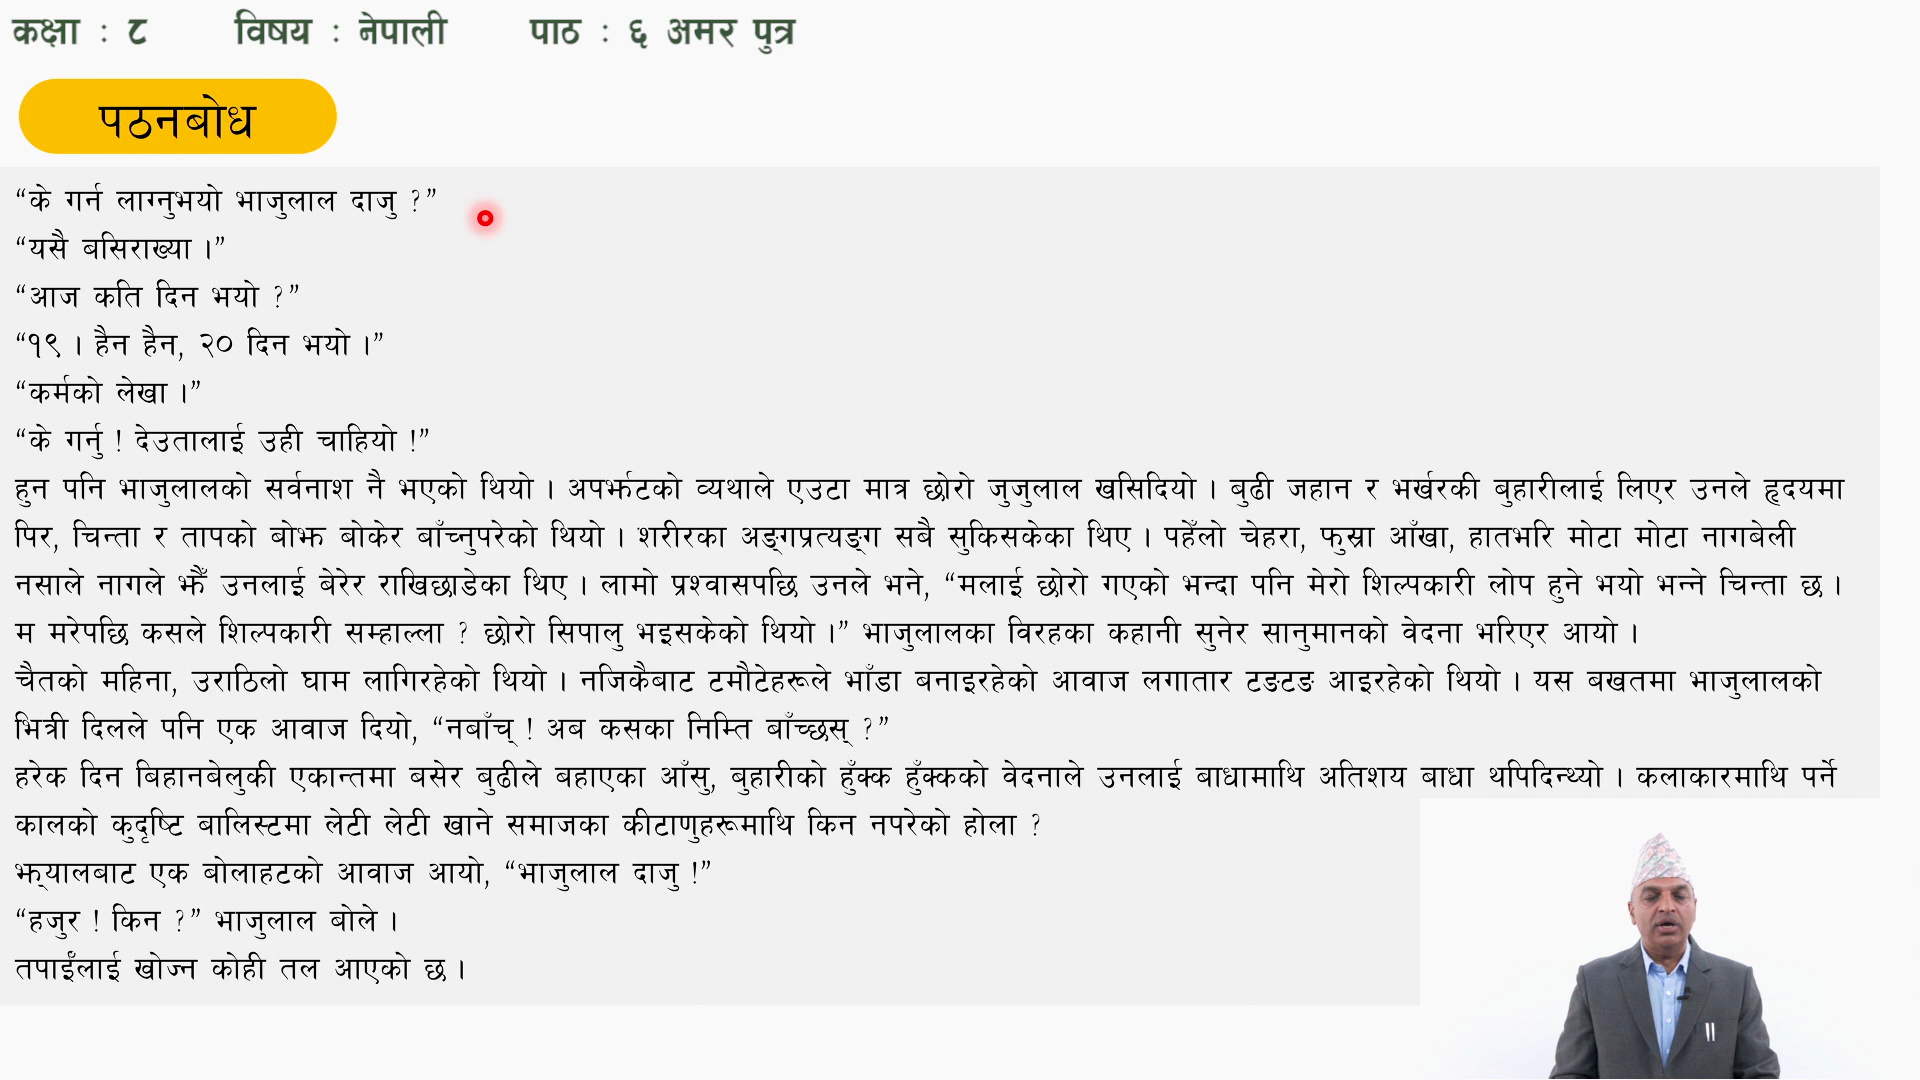 कक्षा : ८ विषय : नेपाली पाठ : ६ अमर पुत्र
पठनबोध
“के गर्न लाग्नुभयो भाजुलाल दाजु ?”
“यसै बसिराख्या ।”
“आज कति दिन भयो ?”
“१९ । हैन हैन, २० दिन भयो ।”
“कर्मको लेखा ।”
“के गर्नु ! देउतालाई उही चाहियो !”
हुन पनि भाजुलालको सर्वनाश नै भएको थियो । अपर्झटको व्यथाले एउटा मात्र छोरो जुजुलाल खसिदियो । बुढी जहान र भर्खरकी बुहारीलाई लिएर उनले हृदयमा
पिर, चिन्ता र तापको बोझ बोकेर बाँच्नुपरेको थियो । शरीरका अङ्गप्रत्यङ्ग सबै सुकिसकेका थिए । पहेँलो चेहरा, फुस्रा आँखा, हातभरि मोटा मोटा नागबेली
नसाले नागले झैँ उनलाई बेरेर राखिछाडेका थिए । लामो प्रश्वासपछि उनले भने, “मलाई छोरो गएको भन्दा पनि मेरो शिल्पकारी लोप हुने भयो भन्ने चिन्ता छ ।
म मरेपछि कसले शिल्पकारी सम्हाल्ला ? छोरो सिपालु भइसकेको थियो ।” भाजुलालका विरहका कहानी सुनेर सानुमानको वेदना भरिएर आयो ।
चैतको महिना, उराठिलो घाम लागिरहेको थियो । नजिकैबाट टमौटेहरूले भाँडा बनाइरहेको आवाज लगातार टङटङ आइरहेको थियो । यस बखतमा भाजुलालको
भित्री दिलले पनि एक आवाज दियो, “नबाँच् ! अब कसका निम्ति बाँच्छस् ?”
हरेक दिन बिहानबेलुकी एकान्तमा बसेर बुढीले बहाएका आँसु, बुहारीको हुँक्क हुँक्कको वेदनाले उनलाई बाधामाथि अतिशय बाधा थपिदिन्थ्यो । कलाकारमाथि पर्ने
कालको कुदृष्टि बालिस्टमा लेटी लेटी खाने समाजका कीटाणुहरूमाथि किन नपरेको होला ?
झ्यालबाट एक बोलाहटको आवाज आयो, “भाजुलाल दाजु !”
“हजुर ! किन ?” भाजुलाल बोले ।
तपाईँलाई खोज्न कोही तल आएको छ ।